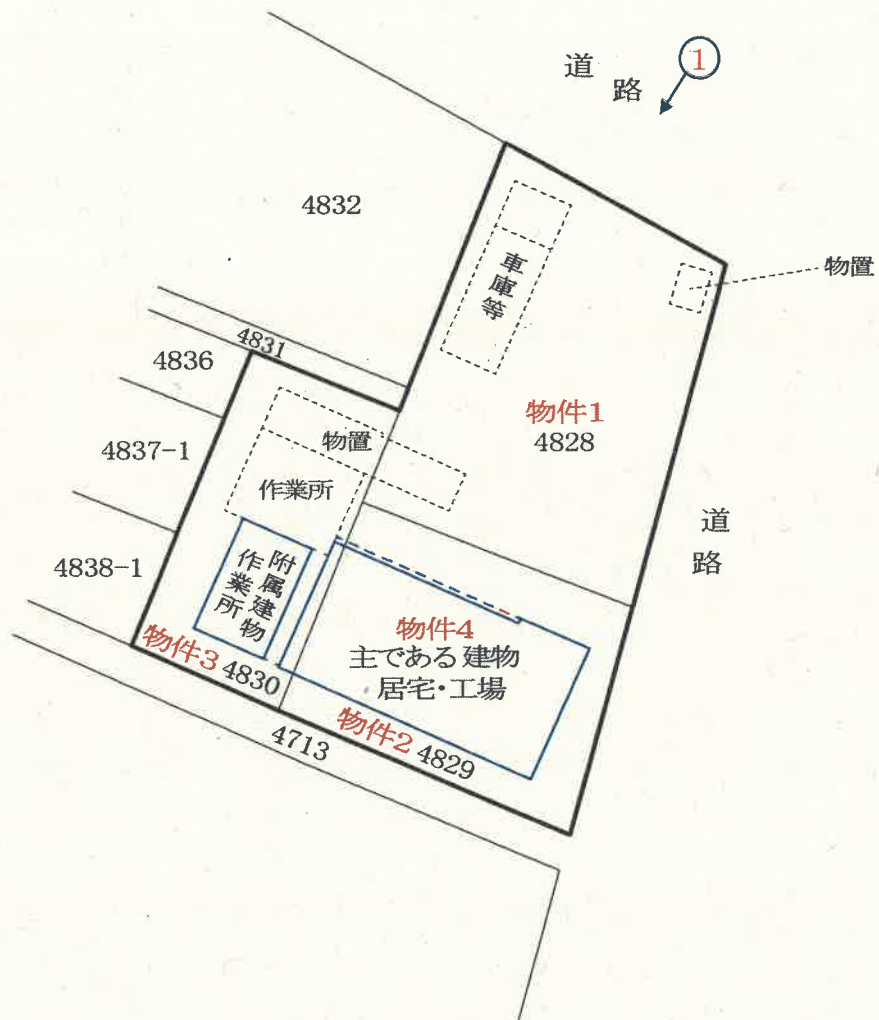 道
路
1
4832
車庫等
物置
4831
4836
物件1
4828
物置
4837-1
作業所
道
路
4838-1
附属建物
作業所
物件4
主である建物
居宅・工場
物件3 4830
物件2 4829
4713